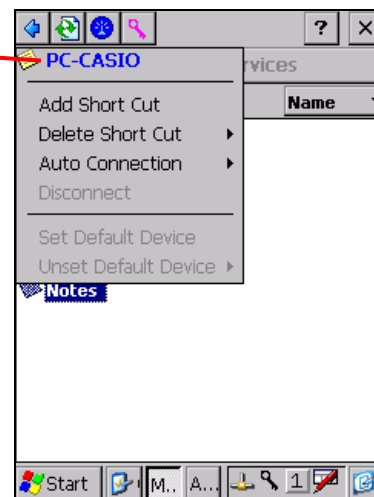 ?
PC-CASIO
rvices
Add Short Cut
Name
Delete Short Cut
Auto Connection
Disconnect
Set Default Device
Unset Default Device
Notes
Start M.. A... 1